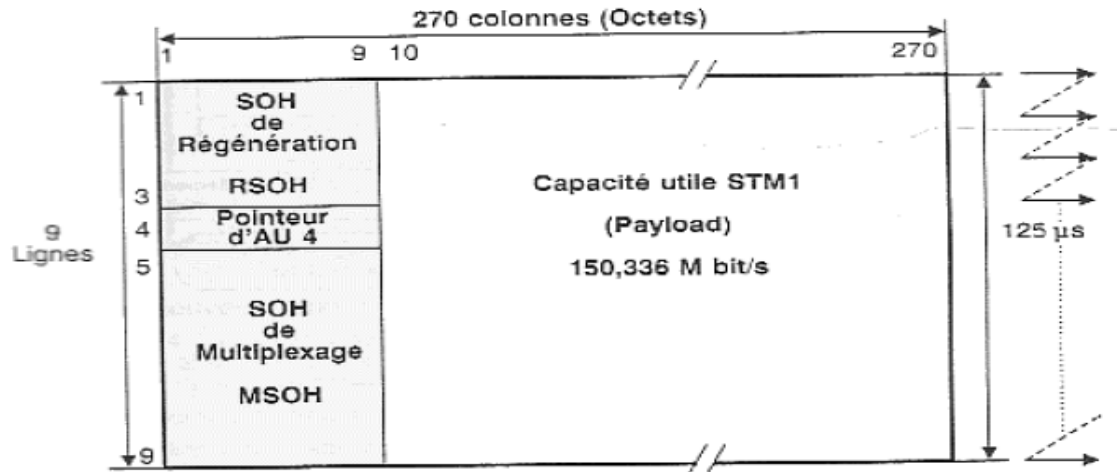 270 colonnes (Octets)
1
9
10
270
1
SOH
de
Régénération
RSOH
3
Pointeur
d'AU 4
4
5
SOH
de
Multiplexage
MSOH
9
9
Lignes
Capacité utile STM1
(Payload)
150,336 M bit/s
125 µs